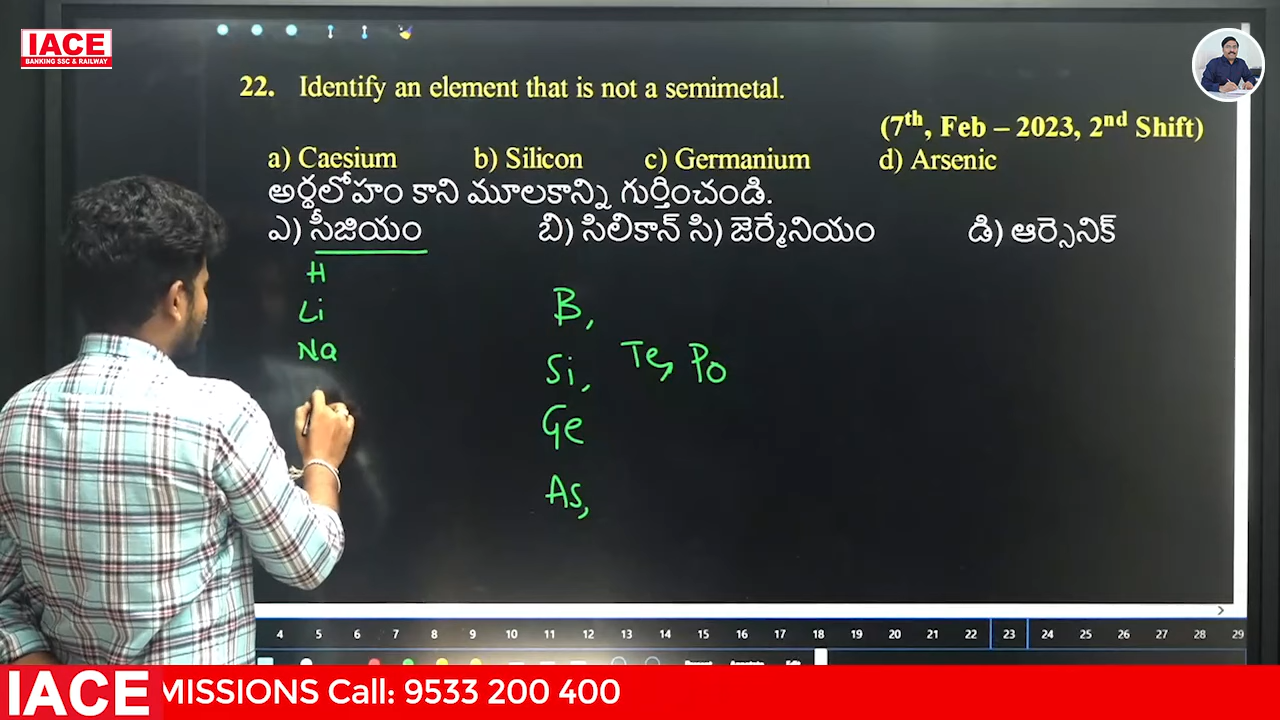 IACE
BANKING SSC & RAILWAY
22. Identify an element that is not a semimetal.
(7th, Feb – 2023, 2nd Shift)
a) Caesium b) Silicon c) Germanium d) Arsenic
అర్ధలోహం కాని మూలకాన్ని గుర్తించండి.
ఎ) సీజియం బి) సిలికాన్ సి) జెర్మేనియం డి) ఆర్సెనిక్
H
Li
Na
B,
Si, Te, Po
Ge
As,
4 5 6 7 8 9 10 11 12 13 14 15 16 17 18 19 20 21 22 23 24 25 26 27 28 29
IACE MISSIONS Call: 9533 200 400